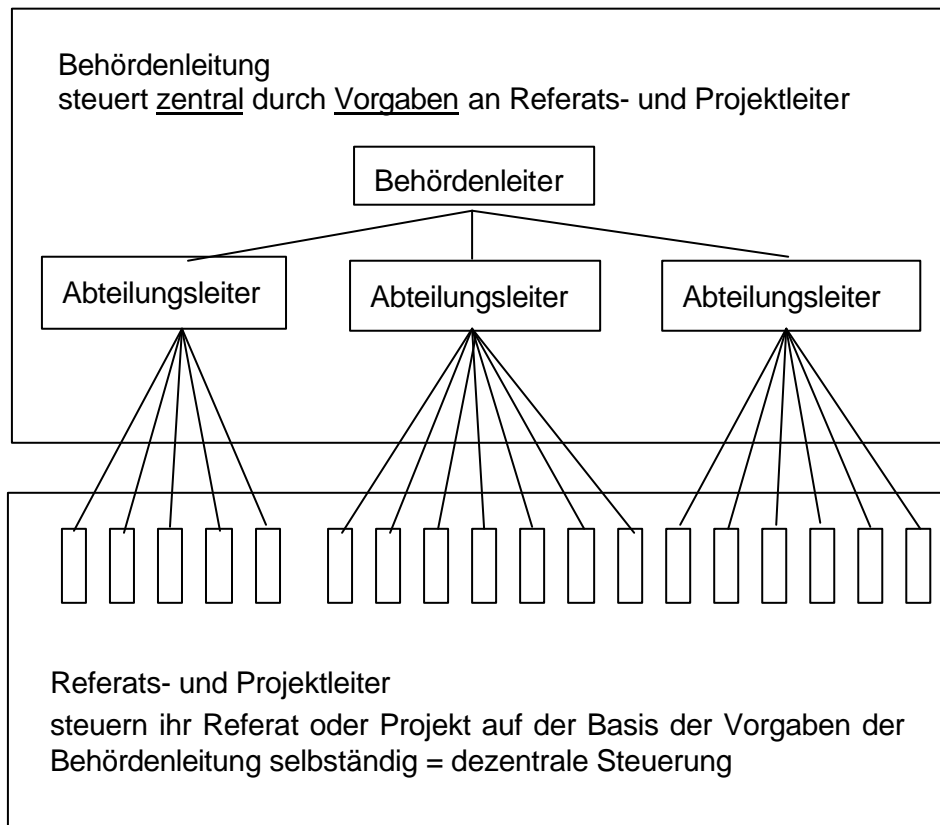 Behördenleitung
steuert zentral durch Vorgaben an Referats- und Projektleiter
Behördenleiter
Abteilungsleiter
Abteilungsleiter
Abteilungsleiter
Referats- und Projektleiter
steuern ihr Referat oder Projekt auf der Basis der Vorgaben der
Behördenleitung selbständig = dezentrale Steuerung